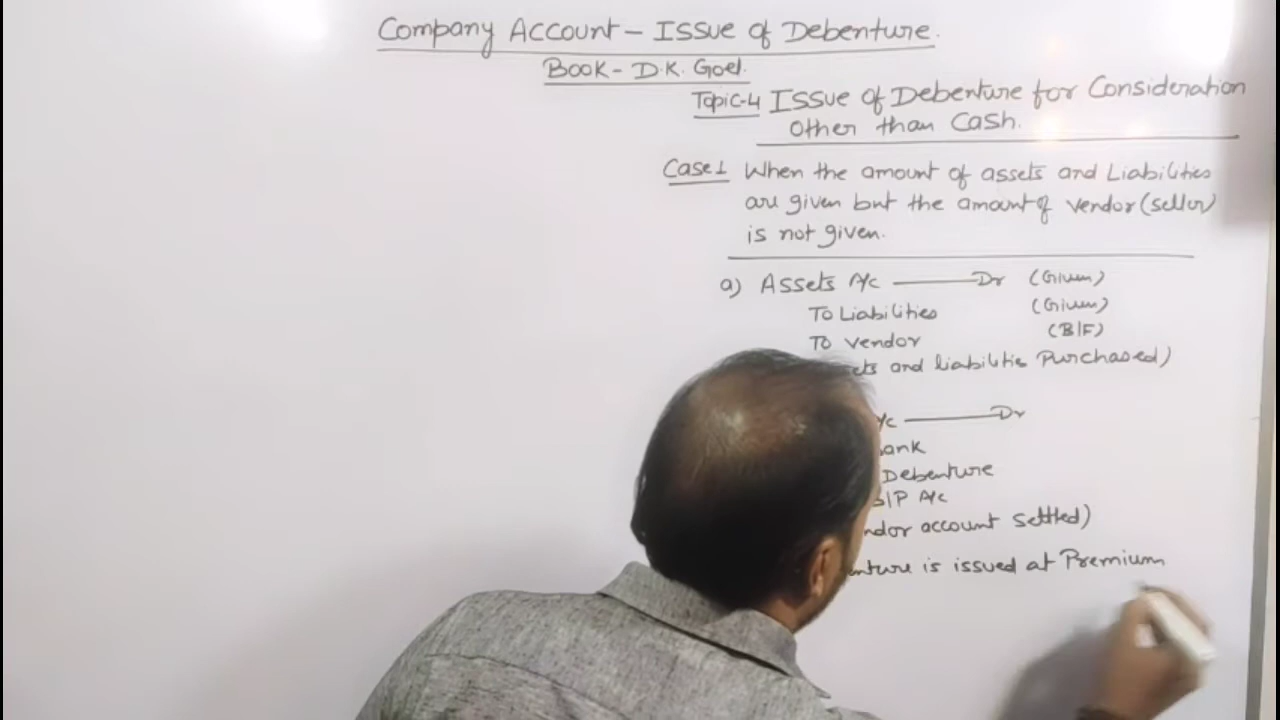 Company Account - Issue of Debenture.
Book - D.K. Goel.
Topic-4 Issue of Debenture for Consideration
Other than Cash.
Case 1 When the amount of assets and Liabilities
are given but the amount of vendor (seller)
is not given.
a) Assets A/c Dr (Given)
To Liabilities (Given)
To Vendor (B/F)
and liabilities Purchased)
Dr
Debenture
B/P A/c
account settled)
is issued at Premium